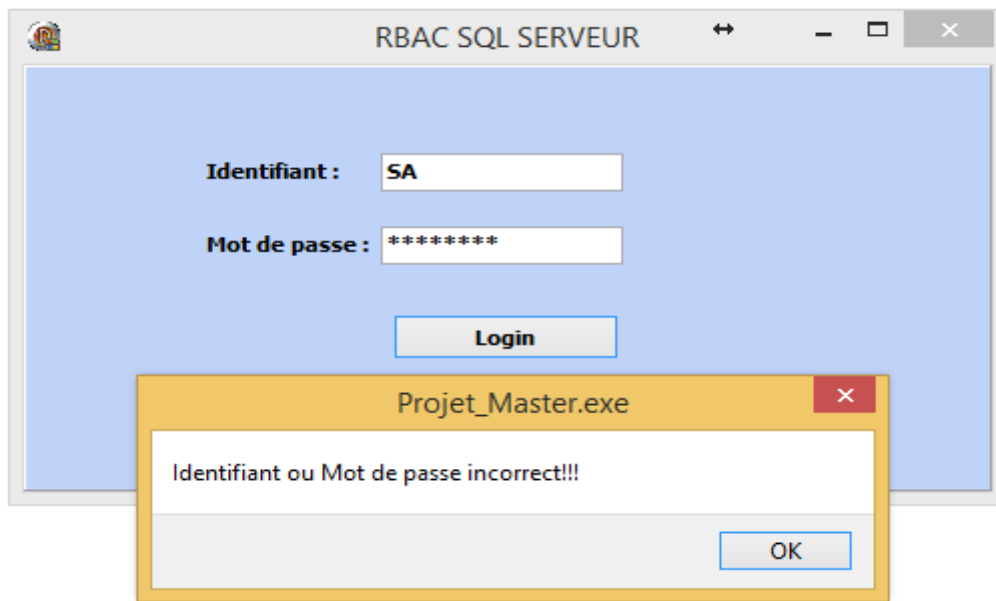 RBAC SQL SERVEUR
Identifiant :
SA
Mot de passe :
********
Login
Projet_Master.exe
Identifiant ou Mot de passe incorrect!!!
OK